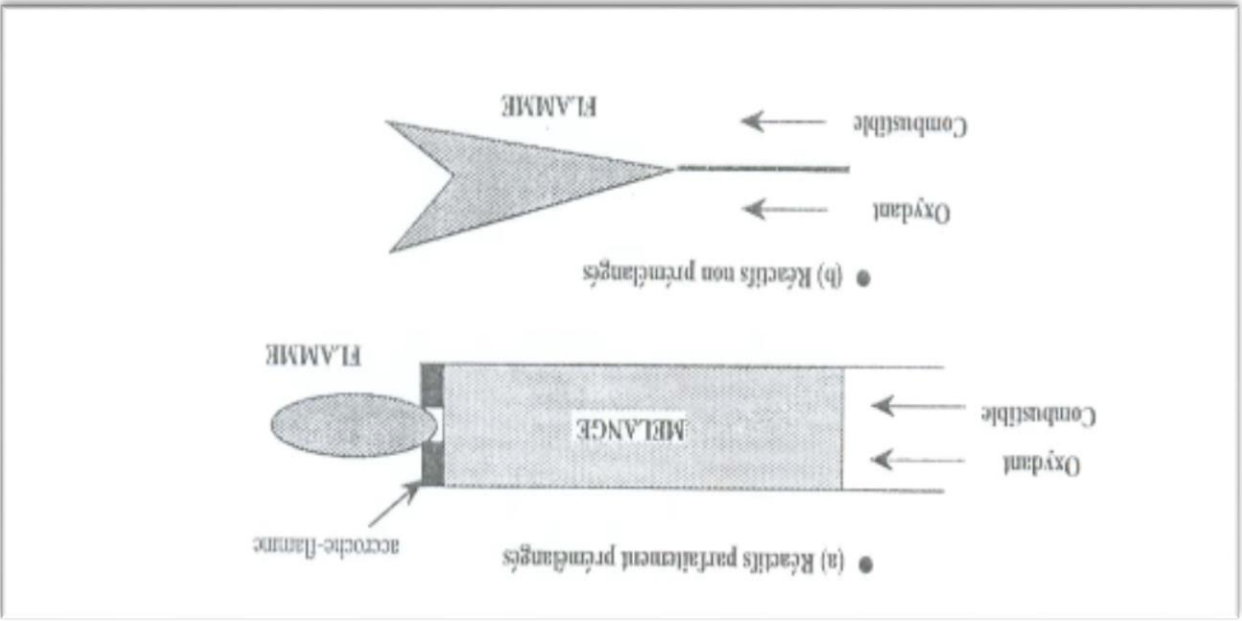 • (a) Réactifs parfaitement prémélangés
accroche-flamme
Oxydant
Combustible
MELANGE
FLAMME
• (b) Réactifs non prémélangés
Oxydant
Combustible
FLAMME